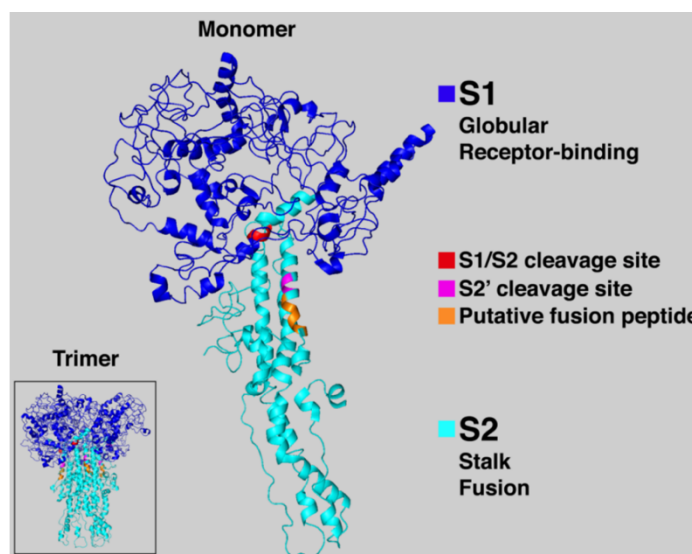 Monomer
S1
Globular
Receptor-binding
S1/S2 cleavage site
S2' cleavage site
Putative fusion peptide
Trimer
S2
Stalk
Fusion